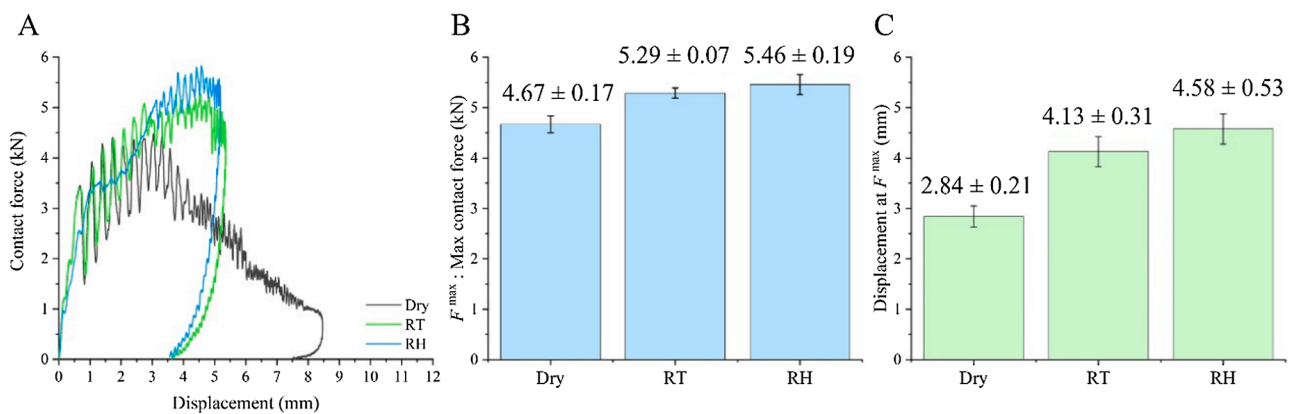 A
Contact force (kN)
6
5
4
3
2
1
0
Dry
RT
RH
0 1 2 3 4 5 6 7 8 9 10 11 12
Displacement (mm)
B
F max : Max contact force (kN)
6
5
4
3
2
1
0
4.67 ± 0.17
5.29 ± 0.07
5.46 ± 0.19
Dry RT RH
C
Displacement at F max (mm)
6
5
4
3
2
1
0
2.84 ± 0.21
4.13 ± 0.31
4.58 ± 0.53
Dry RT RH